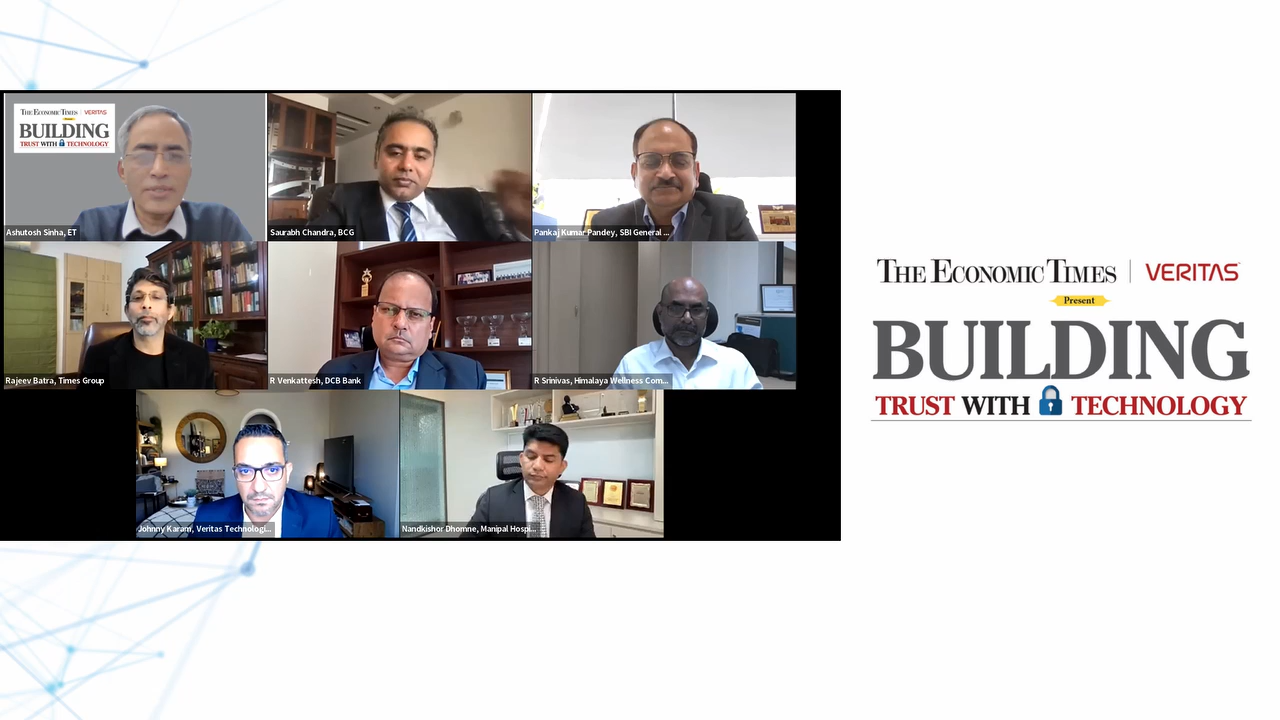 THE ECONOMIC TIMES | VERITAS
Present
BUILDING
TRUST WITH TECHNOLOGY
Ashutosh Sinha, ET
Saurabh Chandra, BCG
Pankaj Kumar Pandey, SBI General ...
Rajeev Batra, Times Group
R Venkattesh, DCB Bank
R Srinivas, Himalaya Wellness Com...
Johnny Karam, Veritas Technologi...
Nandkishor Dhomne, Manipal Hospi...
THE ECONOMIC TIMES | VERITAS
Present
BUILDING
TRUST WITH TECHNOLOGY